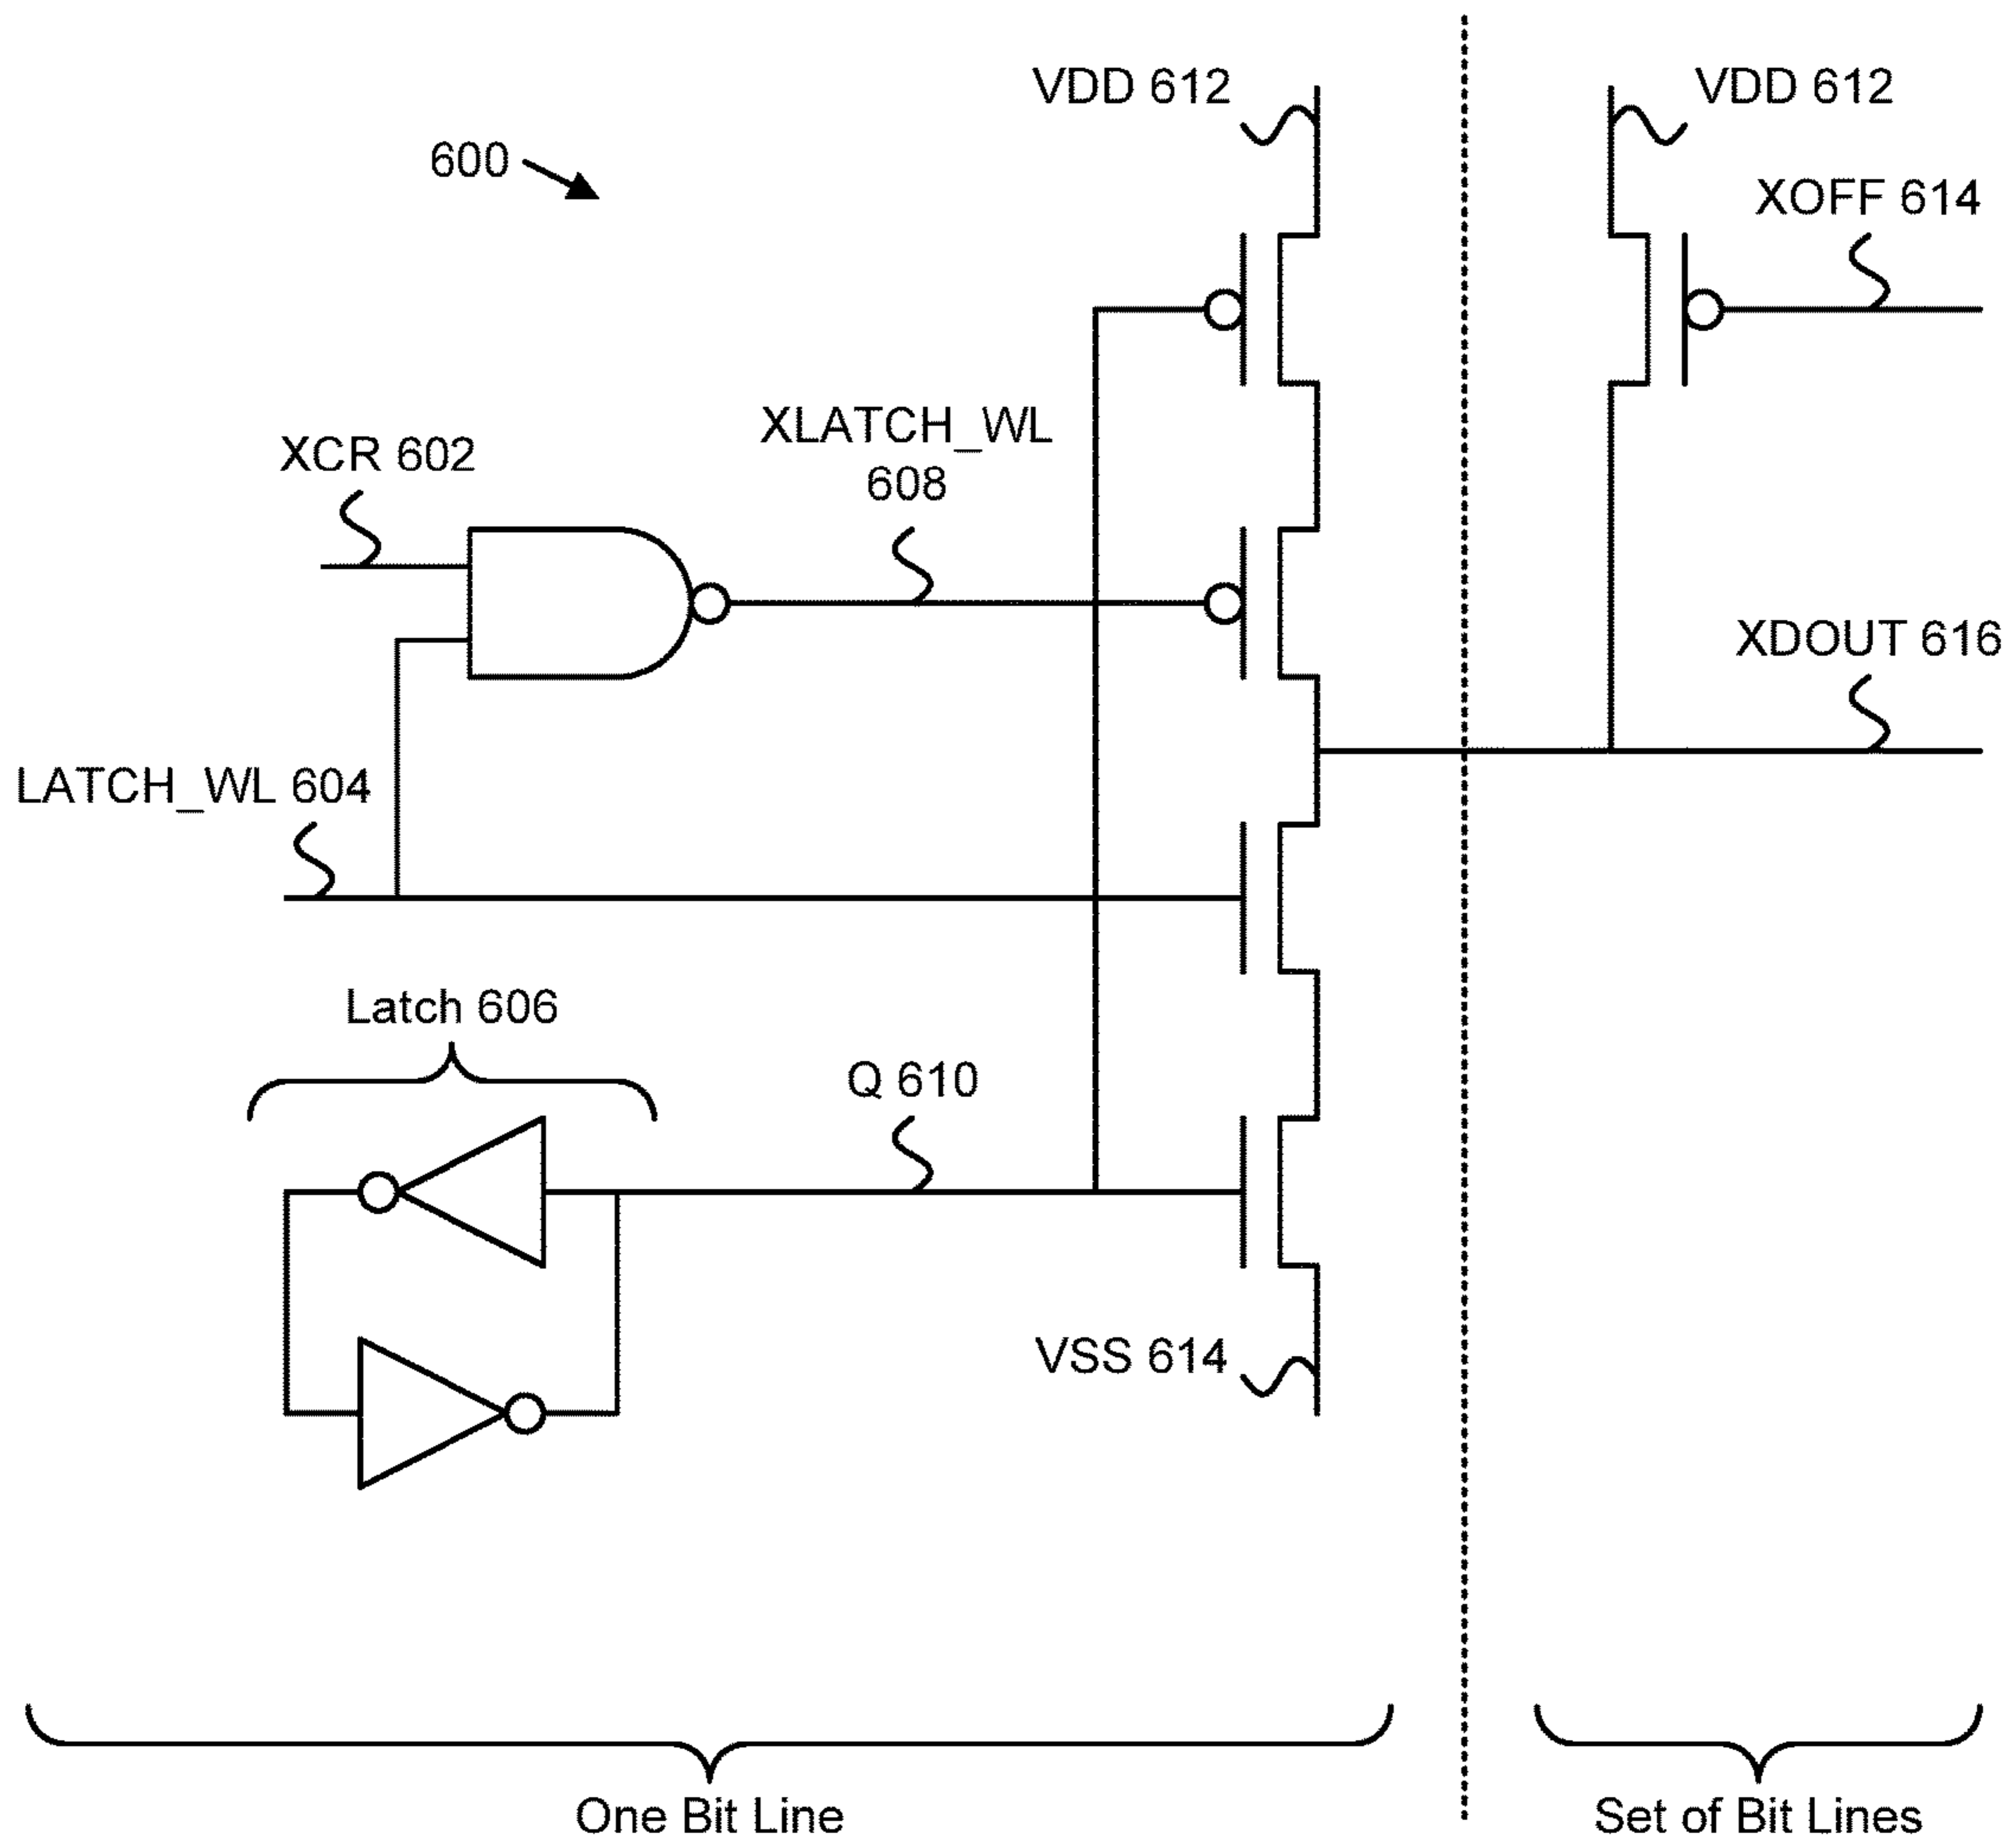 VDD 612
VDD 612
600
XOFF 614
XLATCH_WL
608
XCR 602
XDOUT 616
LATCH_WL 604
Latch 606
Q 610
VSS 614
One Bit Line
Set of Bit Lines